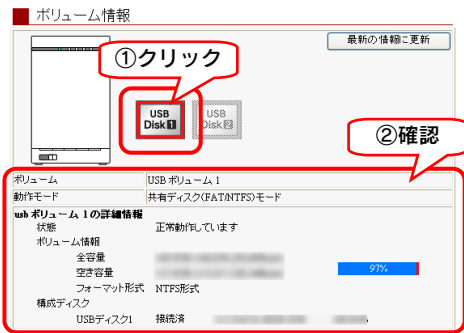 ボリューム情報
最新の情報に更新
①クリック
USB Disk1
USB Disk2
②確認
ボリューム USB ボリューム 1
動作モード 共有ディスク(FAT/NTFS)モード
usb ボリューム 1の詳細情報
状態 正常動作しています
ボリューム情報
全容量
空き容量 97%
フォーマット形式 NTFS形式
構成ディスク
USBディスク1 接続済